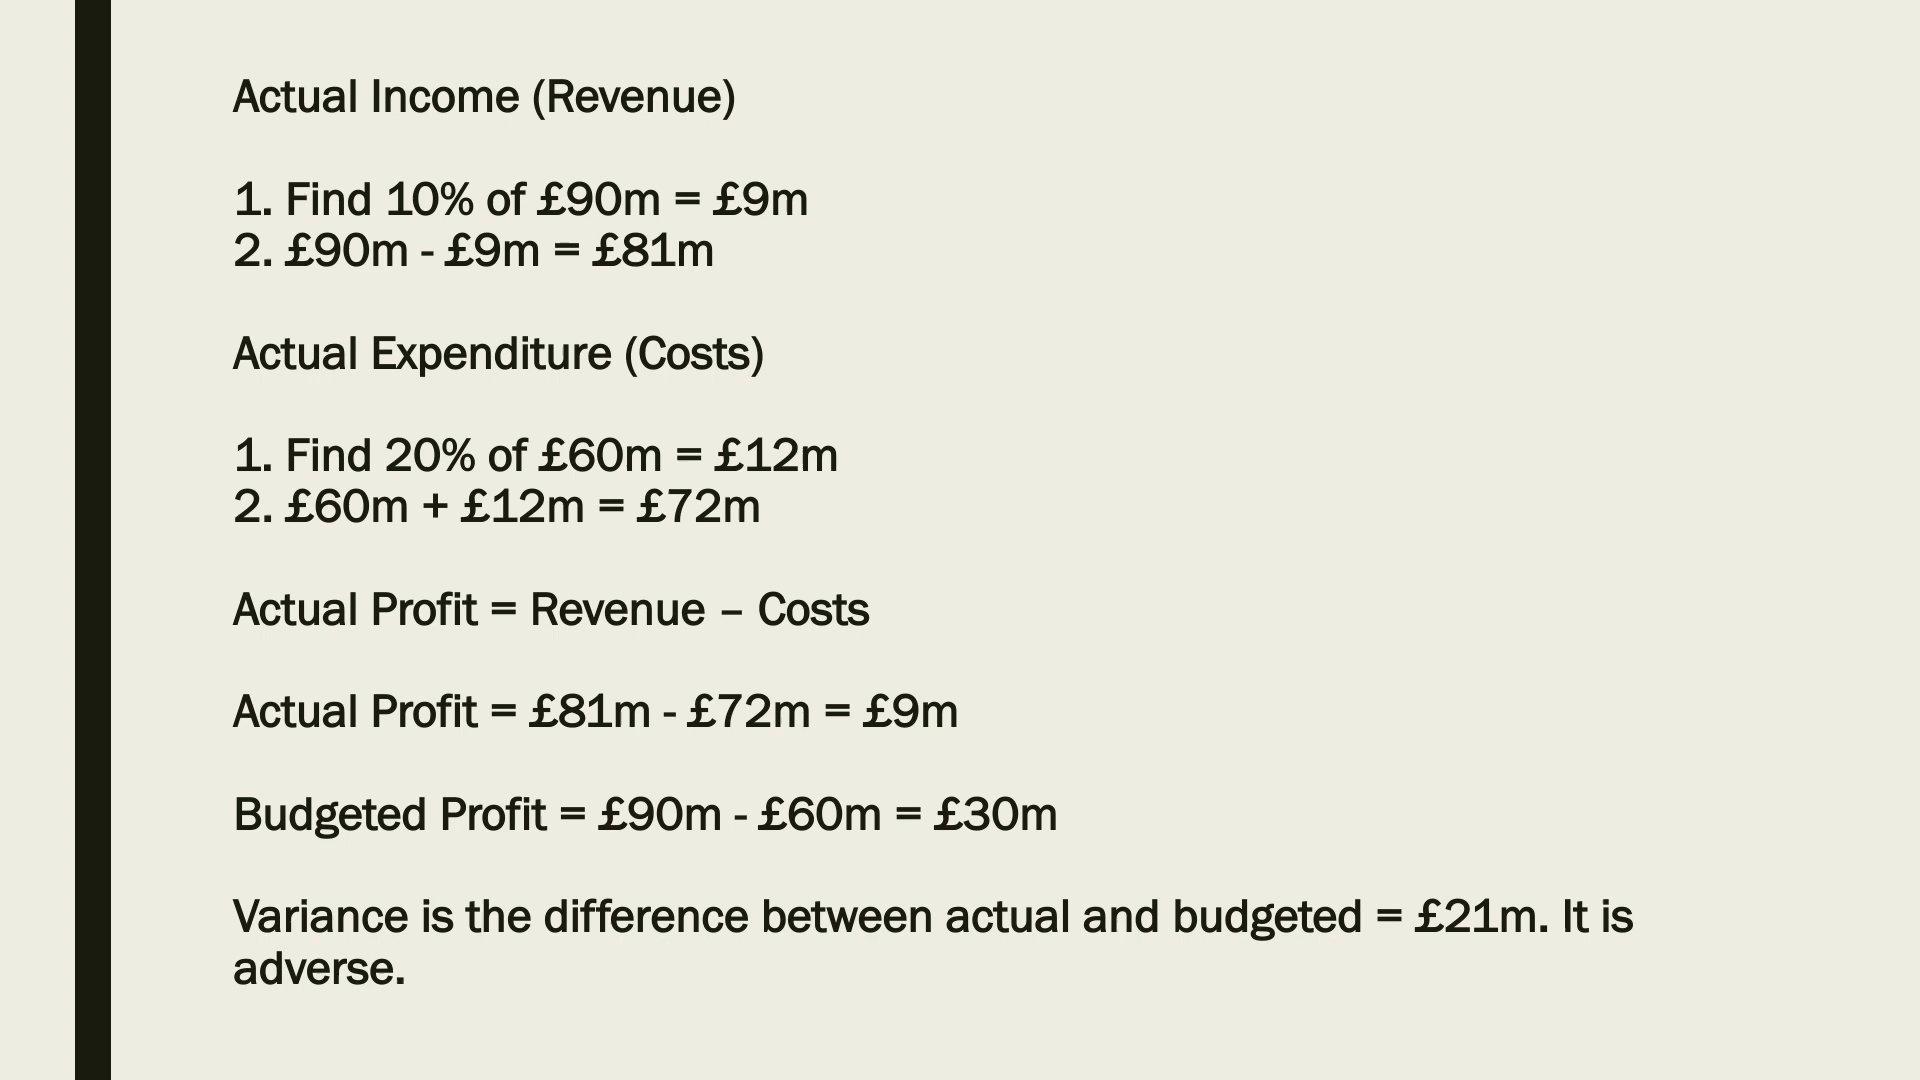 Actual Income (Revenue)
1. Find 10% of £90m = £9m
2. £90m - £9m = £81m
Actual Expenditure (Costs)
1. Find 20% of £60m = £12m
2. £60m + £12m = £72m
Actual Profit = Revenue – Costs
Actual Profit = £81m - £72m = £9m
Budgeted Profit = £90m - £60m = £30m
Variance is the difference between actual and budgeted = £21m. It is
adverse.